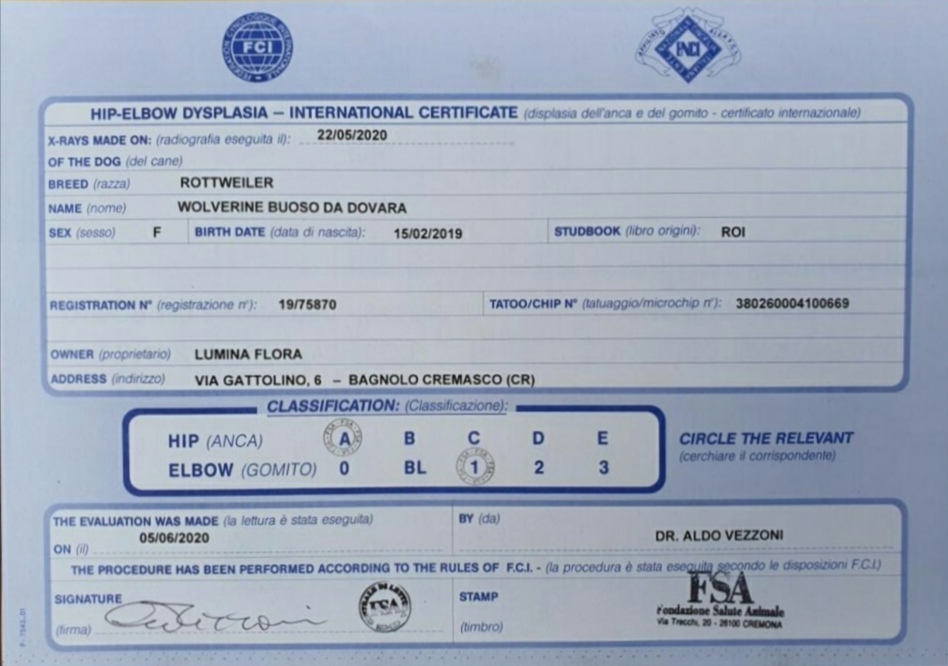 FCI
FEDERATION CYNOLOGIQUE INTERNATIONALE
ENCI
HIP-ELBOW DYSPLASIA – INTERNATIONAL CERTIFICATE (displasia dell'anca e del gomito - certificato internazionale)
X-RAYS MADE ON: (radiografia eseguita il): 22/05/2020
OF THE DOG (del cane)
BREED (razza) ROTTWEILER
NAME (nome) WOLVERINE BUOSO DA DOVARA
SEX (sesso) F BIRTH DATE (data di nascita): 15/02/2019 STUDBOOK (libro origini): ROI
REGISTRATION N° (registrazione n°): 19/75870 TATOO/CHIP N° (tatuaggio/microchip n°): 380260004100669
OWNER (proprietario) LUMINA FLORA
ADDRESS (indirizzo) VIA GATTOLINO, 6 – BAGNOLO CREMASCO (CR)
CLASSIFICATION: (Classificazione):
HIP (ANCA) A B C D E
ELBOW (GOMITO) 0 BL 1 2 3
CIRCLE THE RELEVANT
(cerchiare il corrispondente)
THE EVALUATION WAS MADE (la lettura è stata eseguita)
ON (il) 05/06/2020
BY (da)
DR. ALDO VEZZONI
THE PROCEDURE HAS BEEN PERFORMED ACCORDING TO THE RULES OF F.C.I. - (la procedura è stata eseguita secondo le disposizioni F.C.I.)
SIGNATURE
(firma)
FSA
STAMP
(timbro)
FSA
Fondazione Salute Animale
Via Trecchi, 20 - 26100 CREMONA